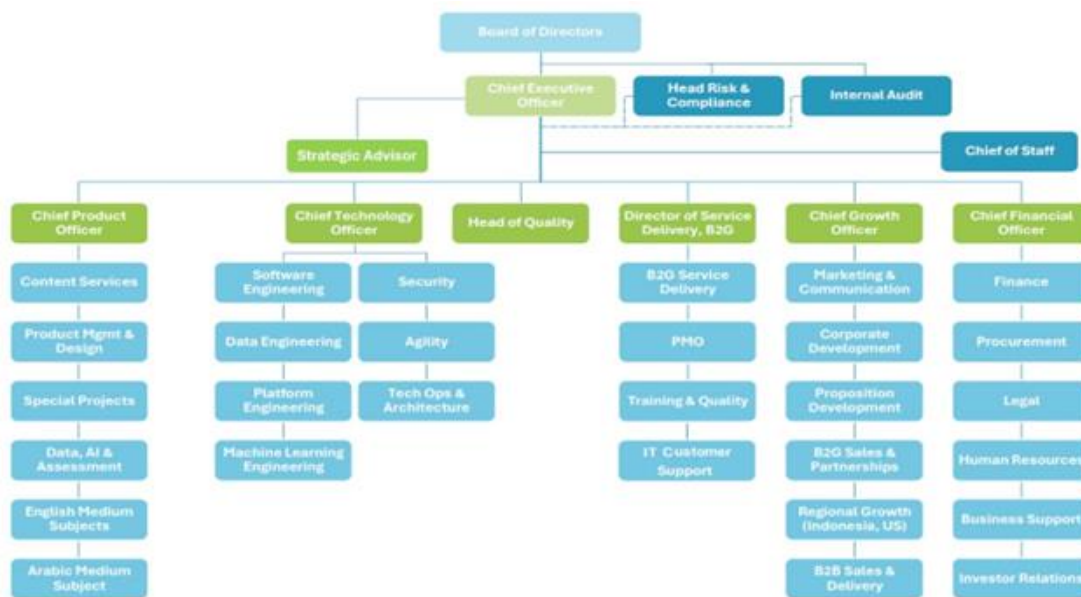 Board of Directors
Chief Executive
Officer
Head Risk &
Compliance
Internal Audit
Strategic Advisor
Chief of Staff
Chief Product
Officer
Chief Technology
Officer
Head of Quality
Director of Service
Delivery, B2G
Chief Growth
Officer
Chief Financial
Officer
Content Services
Product Mgmt &
Design
Special Projects
Data, AI &
Assessment
English Medium
Subjects
Arabic Medium
Subject
Software
Engineering
Data Engineering
Platform
Engineering
Machine Learning
Engineering
Security
Agility
Tech Ops &
Architecture
B2G Service
Delivery
PMO
Training & Quality
IT Customer
Support
Marketing &
Communication
Corporate
Development
Proposition
Development
B2G Sales &
Partnerships
Regional Growth
(Indonesia, US)
B2B Sales &
Delivery
Finance
Procurement
Legal
Human Resources
Business Support
Investor Relations